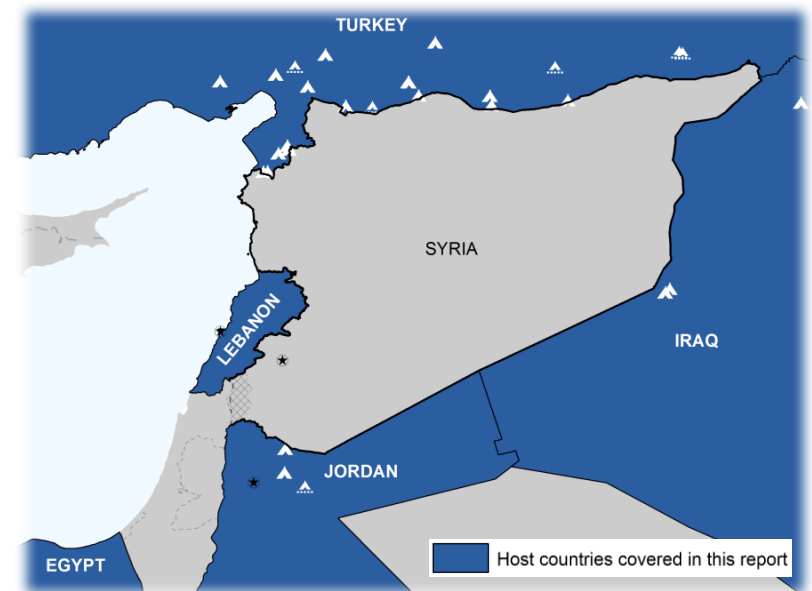 TURKEY
SYRIA
LEBANON
IRAQ
JORDAN
EGYPT
Host countries covered in this report